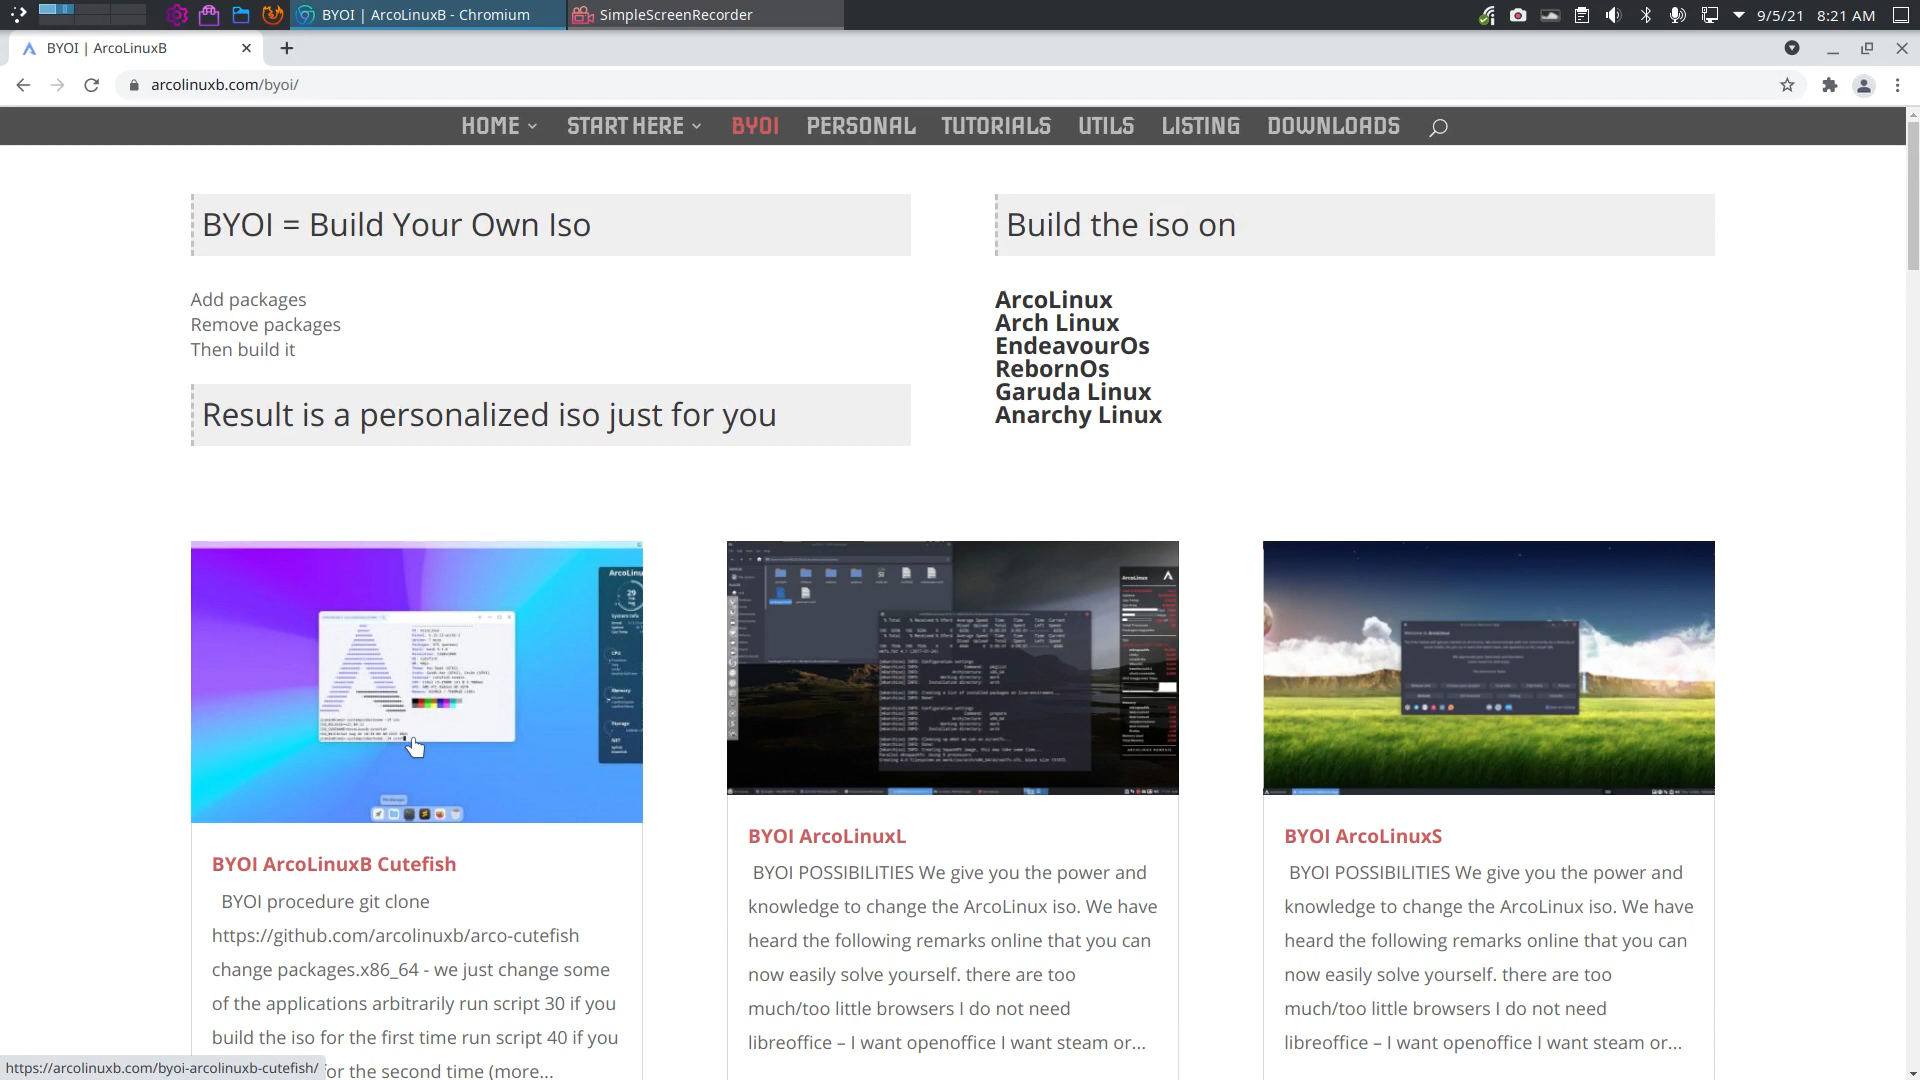 BYOI | ArcoLinuxB - Chromium
SimpleScreenRecorder
9/5/21
8:21 AM
BYOI | ArcoLinuxB
arcolinuxb.com/byoi/
HOME
START HERE
BYOI
PERSONAL
TUTORIALS
UTILS
LISTING
DOWNLOADS
BYOI = Build Your Own Iso
Add packages
Remove packages
Then build it
Result is a personalized iso just for you
Build the iso on
ArcoLinux
Arch Linux
EndeavourOs
RebornOs
Garuda Linux
Anarchy Linux
BYOI ArcoLinuxB Cutefish
BYOI procedure git clone
https://github.com/arcolinuxb/arco-cutefish
change packages.x86_64 - we just change some
of the applications arbitrarily run script 30 if you
build the iso for the first time run script 40 if you
or the second time (more...
BYOI ArcoLinuxL
BYOI POSSIBILITIES We give you the power and
knowledge to change the ArcoLinux iso. We have
heard the following remarks online that you can
now easily solve yourself. there are too
much/too little browsers I do not need
libreoffice – I want openoffice I want steam or...
BYOI ArcoLinuxS
BYOI POSSIBILITIES We give you the power and
knowledge to change the ArcoLinux iso. We have
heard the following remarks online that you can
now easily solve yourself. there are too
much/too little browsers I do not need
libreoffice – I want openoffice I want steam or...
https://arcolinuxb.com/byoi-arcolinuxb-cutefish/